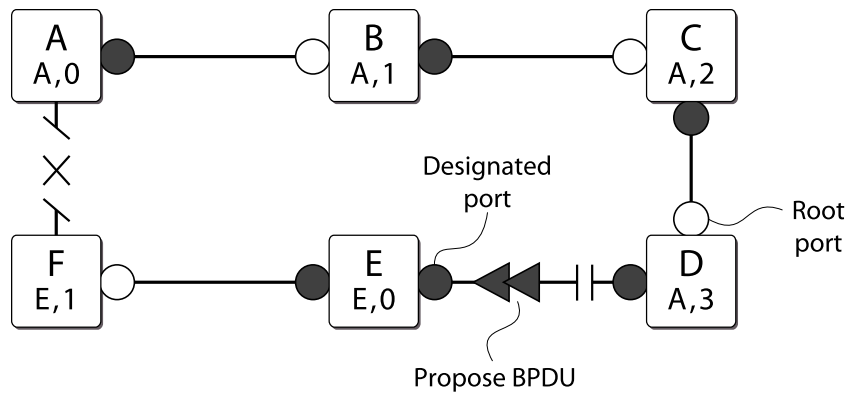 A
A,0
B
A,1
C
A,2
Designated
port
Root
port
F
E,1
E
E,0
D
A,3
Propose BPDU